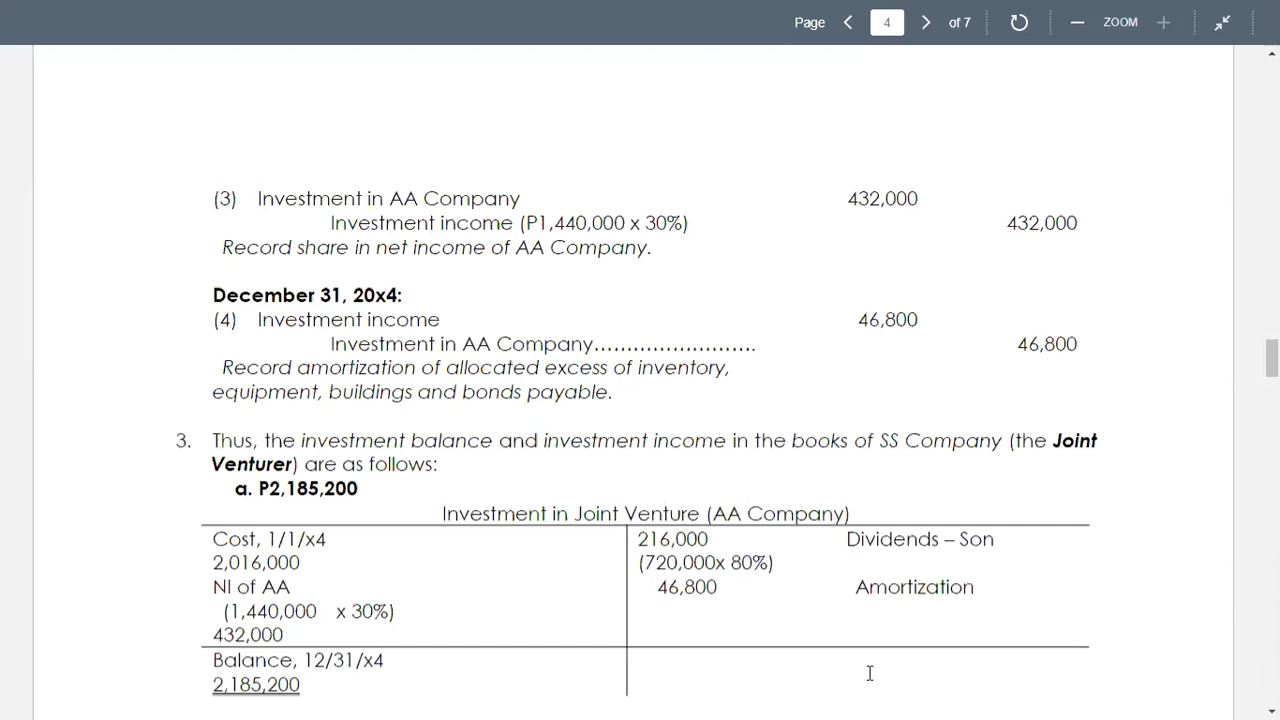 Page 4 of 7 ZOOM
(3) Investment in AA Company 432,000
Investment income (P1,440,000 x 30%) 432,000
Record share in net income of AA Company.
December 31, 20x4:
(4) Investment income 46,800
Investment in AA Company……………………. 46,800
Record amortization of allocated excess of inventory,
equipment, buildings and bonds payable.
3. Thus, the investment balance and investment income in the books of SS Company (the Joint
Venturer) are as follows:
a. P2,185,200
Investment in Joint Venture (AA Company)
Cost, 1/1/x4 216,000 Dividends – Son
2,016,000 (720,000x 80%)
NI of AA 46,800 Amortization
(1,440,000 x 30%)
432,000
Balance, 12/31/x4
2,185,200